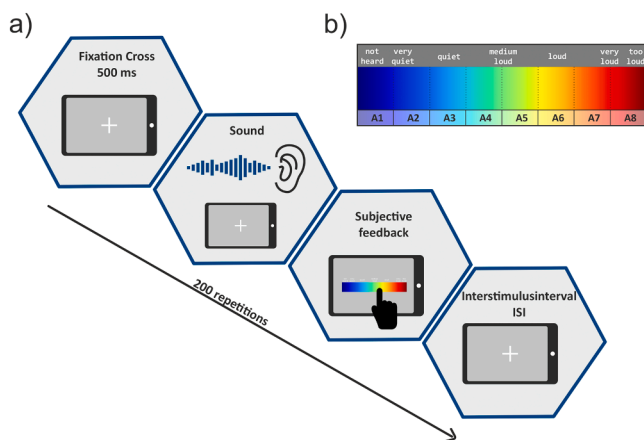 a)
Fixation Cross
500 ms
Sound
Subjective
feedback
Interstimulusinterval
ISI
200 repetitions
b)
not heard very quiet quiet medium loud loud very loud too loud
A1 A2 A3 A4 A5 A6 A7 A8